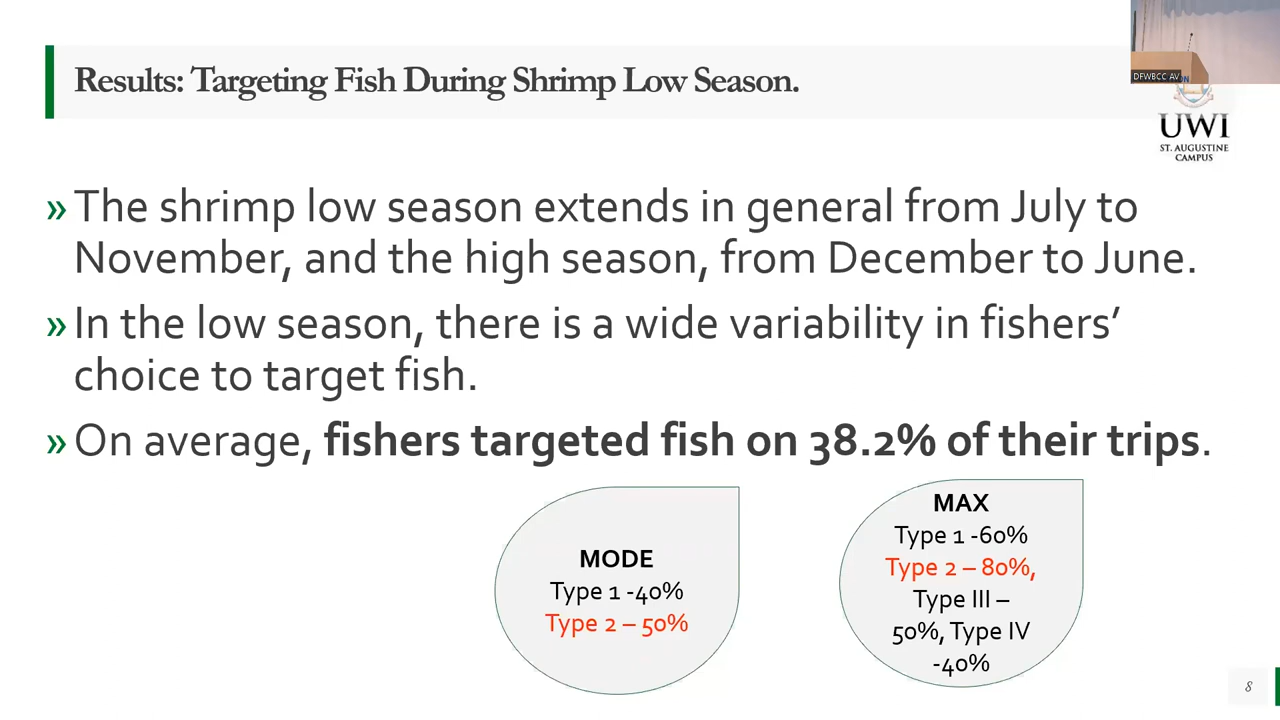 DFWBCC AV
ON
Results: Targeting Fish During Shrimp Low Season.
UWI
ST. AUGUSTINE
CAMPUS
» The shrimp low season extends in general from July to
November, and the high season, from December to June.
» In the low season, there is a wide variability in fishers’
choice to target fish.
» On average, fishers targeted fish on 38.2% of their trips.
MODE
Type 1 -40%
Type 2 – 50%
MAX
Type 1 -60%
Type 2 – 80%,
Type III –
50%, Type IV
-40%
8